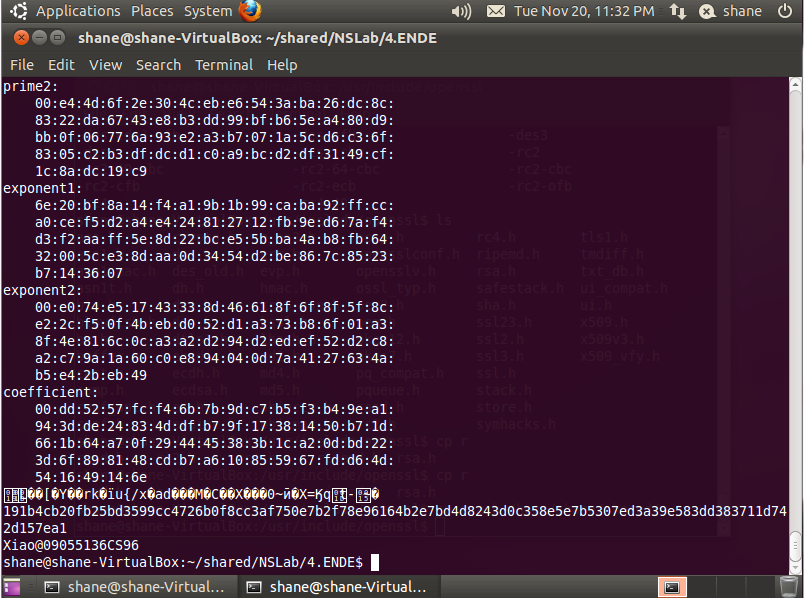 Applications Places System Tue Nov 20, 11:32 PM shane
shane@shane-VirtualBox: ~/shared/NSLab/4.ENDE
File Edit View Search Terminal Help
prime2:
00:e4:4d:6f:2e:30:4c:eb:e6:54:3a:ba:26:dc:8c:
83:22:da:67:43:e8:b3:dd:99:bf:b6:5e:a4:80:d9:
bb:0f:06:77:6a:93:e2:a3:b7:07:1a:5c:d6:c3:6f:
83:05:c2:b3:df:dc:d1:c0:a9:bc:d2:df:31:49:cf:
1c:8a:dc:19:c9
exponent1:
6e:20:bf:8a:14:f4:a1:9b:1b:99:ca:ba:92:ff:cc:
a0:ce:f5:d2:a4:e4:24:81:27:12:fb:9e:d6:7a:f4:
d3:f2:aa:ff:5e:8d:22:bc:e5:5b:ba:4a:b8:fb:64:
32:00:5c:e3:8d:aa:0d:34:54:d2:be:86:7c:85:23:
b7:14:36:07
exponent2:
00:e0:74:e5:17:43:33:8d:46:61:8f:6f:8f:5f:8c:
e2:2c:f5:0f:4b:eb:d0:52:d1:a3:73:b8:6f:01:a3:
8f:4e:81:6c:0c:a3:a2:d2:94:d2:ed:ef:52:d2:c8:
a2:c7:9a:1a:60:c0:e8:94:04:0d:7a:41:27:63:4a:
b5:e4:2b:eb:49
coefficient:
00:dd:52:57:fc:f4:6b:7b:9d:c7:b5:f3:b4:9e:a1:
94:3d:de:24:83:4d:df:b7:9f:17:38:14:50:b7:1d:
66:1b:64:a7:0f:29:44:45:38:3b:1c:a2:0d:bd:22:
3d:6f:89:81:48:cd:b7:a6:10:85:59:67:fd:d6:4d:
54:16:49:14:6e
191b4cb20fb25bd3599cc4726b0f8cc3af750e7b2f78e96164b2e7bd4d8243d0c358e5e7b5307ed3a39e583dd383711d74
2d157ea1
Xiao@09055136CS96
shane@shane-VirtualBox:~/shared/NSLab/4.ENDE$
shane@shane-Virtual... shane@shane-Virtual...